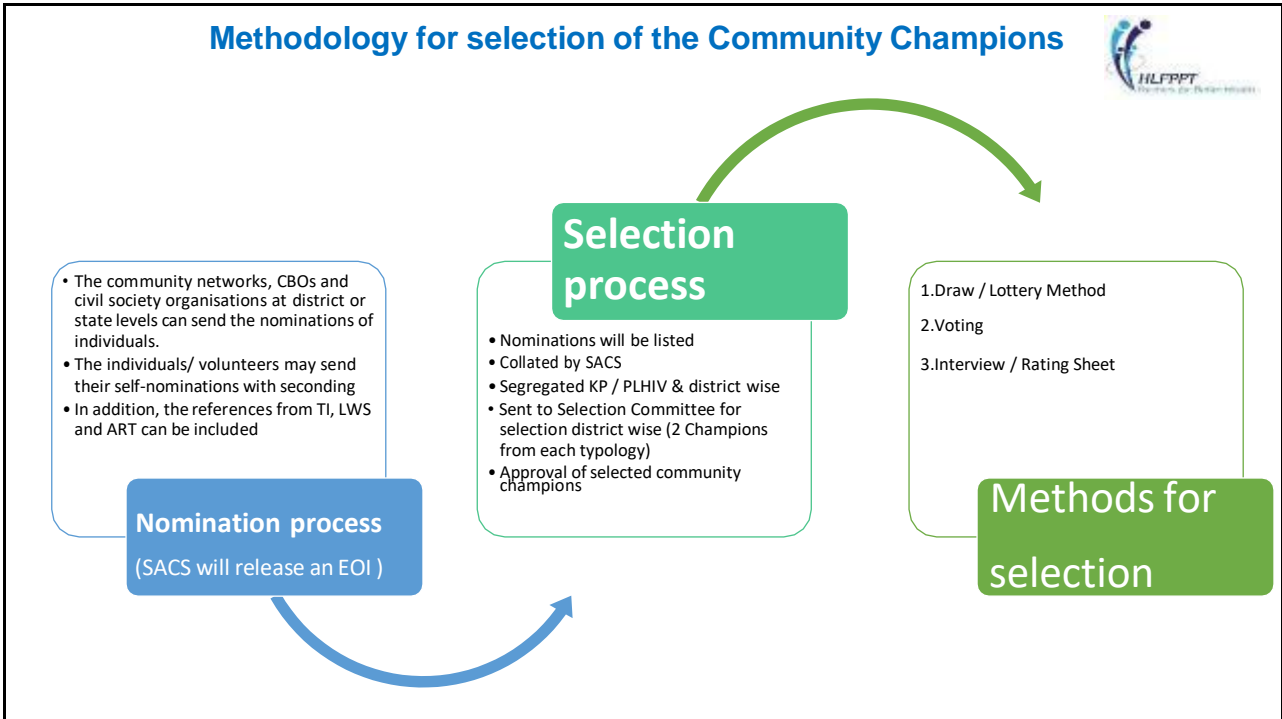 Methodology for selection of the Community Champions
HLFPPT
• The community networks, CBOs and
civil society organisations at district or
state levels can send the nominations of
individuals.
• The individuals/ volunteers may send
their self-nominations with seconding
• In addition, the references from TI, LWS
and ART can be included
Nomination process
(SACS will release an EOI )
Selection
process
• Nominations will be listed
• Collated by SACS
• Segregated KP / PLHIV & district wise
• Sent to Selection Committee for
selection district wise (2 Champions
from each typology)
• Approval of selected community
champions
1.Draw / Lottery Method
2.Voting
3.Interview / Rating Sheet
Methods for
selection